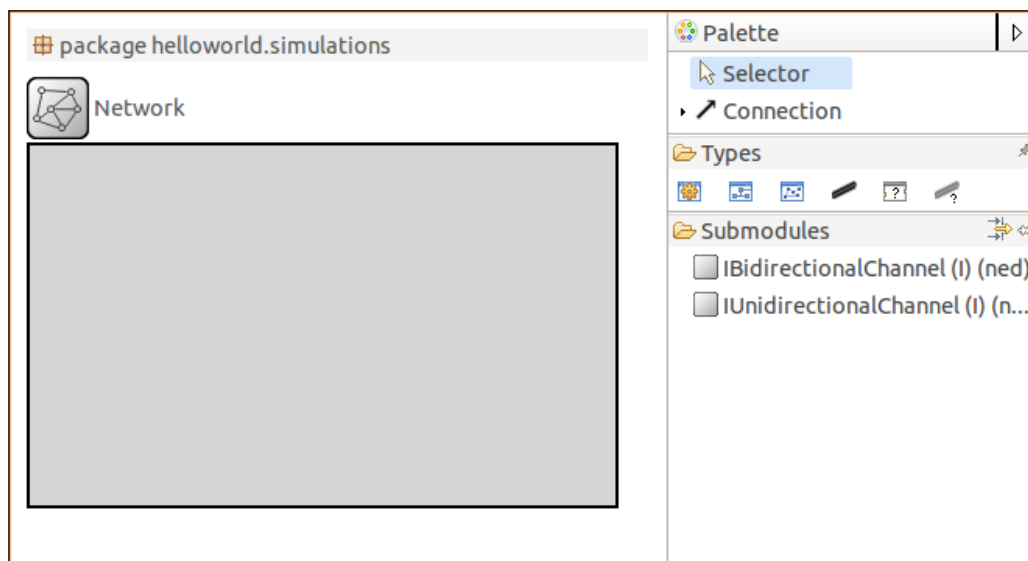 package helloworld.simulations
Network
Palette
Selector
Connection
Types
? ?
Submodules
IBidirectionalChannel (I) (ned)
IUnidirectionalChannel (I) (n...